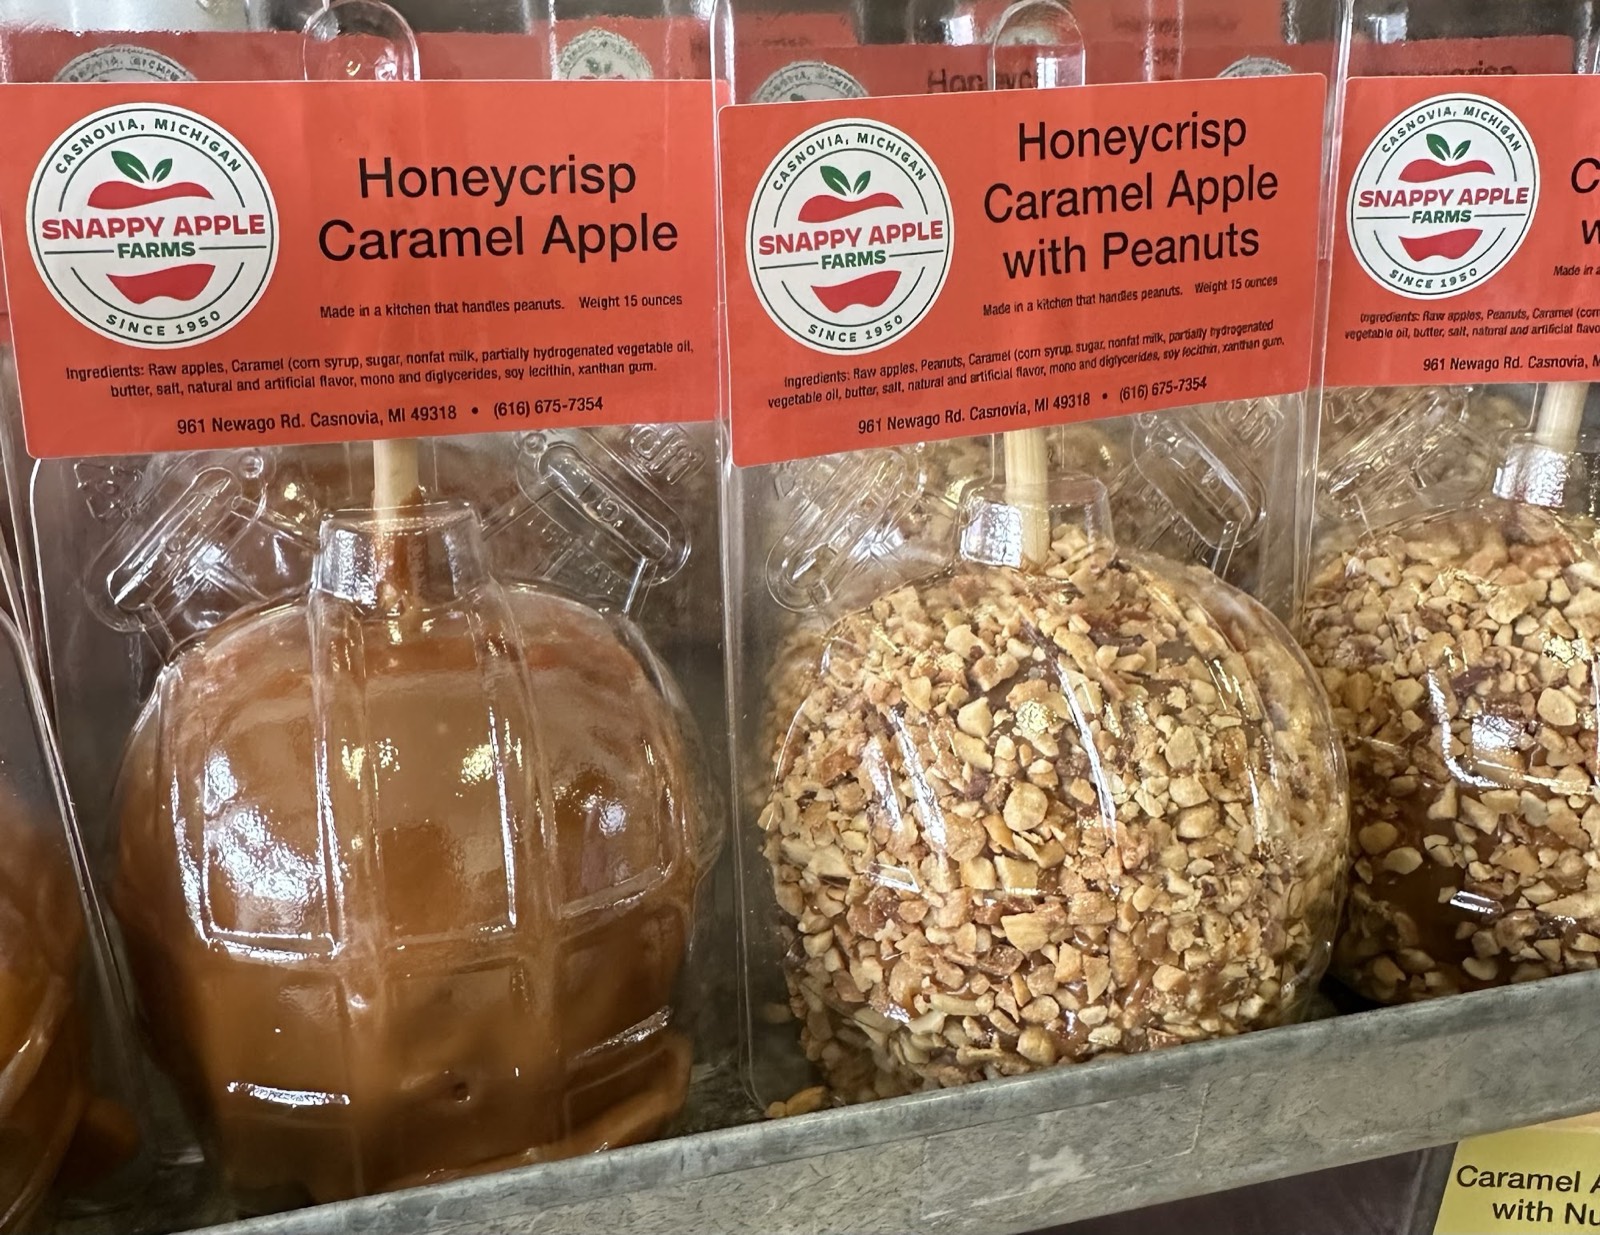 CASNOVIA, MICHIGAN
SNAPPY APPLE
FARMS
SINCE 1950
Honeycrisp
Caramel Apple
Made in a kitchen that handles peanuts. Weight 15 ounces
Ingredients: Raw apples, Caramel (corn syrup, sugar, nonfat milk, partially hydrogenated vegetable oil,
butter, salt, natural and artificial flavor, mono and diglycerides, soy lecithin, xanthan gum.
961 Newago Rd. Casnovia, MI 49318 • (616) 675-7354
CASNOVIA, MICHIGAN
SNAPPY APPLE
FARMS
SINCE 1950
Honeycrisp
Caramel Apple
with Peanuts
Made in a kitchen that handles peanuts. Weight 15 ounces
Ingredients: Raw apples, Peanuts, Caramel (corn syrup, sugar, nonfat milk, partially hydrogenated
vegetable oil, butter, salt, natural and artificial flavor, mono and diglycerides, soy lecithin, xanthan gum.
961 Newago Rd. Casnovia, MI 49318 • (616) 675-7354
CASNOVIA, MICHIGAN
SNAPPY APPLE
FARMS
SINCE 1950
Made in a
Ingredients: Raw apples, Peanuts, Caramel (corn
vegetable oil, butter, salt, natural and artificial
961 Newago Rd. Casnovia,
Caramel
with